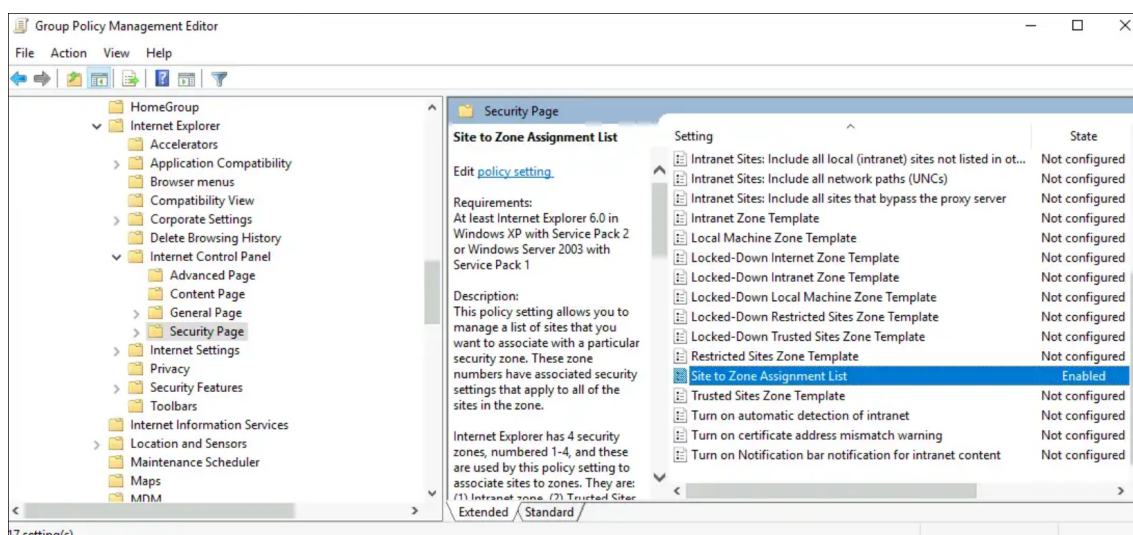 Group Policy Management Editor
File Action View Help
HomeGroup
Internet Explorer
Accelerators
Application Compatibility
Browser menus
Compatibility View
Corporate Settings
Delete Browsing History
Internet Control Panel
Advanced Page
Content Page
General Page
Security Page
Internet Settings
Privacy
Security Features
Toolbars
Internet Information Services
Location and Sensors
Maintenance Scheduler
Maps
MDM
Security Page
Site to Zone Assignment List
Edit policy setting
Requirements:
At least Internet Explorer 6.0 in
Windows XP with Service Pack 2
or Windows Server 2003 with
Service Pack 1
Description:
This policy setting allows you to
manage a list of sites that you
want to associate with a particular
security zone. These zone
numbers have associated security
settings that apply to all of the
sites in the zone.
Internet Explorer has 4 security
zones, numbered 1-4, and these
are used by this policy setting to
associate sites to zones. They are:
(1) Intranet zone, (2) Trusted Sites
Setting State
Intranet Sites: Include all local (intranet) sites not listed in ot... Not configured
Intranet Sites: Include all network paths (UNCs) Not configured
Intranet Sites: Include all sites that bypass the proxy server Not configured
Intranet Zone Template Not configured
Local Machine Zone Template Not configured
Locked-Down Internet Zone Template Not configured
Locked-Down Intranet Zone Template Not configured
Locked-Down Local Machine Zone Template Not configured
Locked-Down Restricted Sites Zone Template Not configured
Locked-Down Trusted Sites Zone Template Not configured
Restricted Sites Zone Template Not configured
Site to Zone Assignment List Enabled
Trusted Sites Zone Template Not configured
Turn on automatic detection of intranet Not configured
Turn on certificate address mismatch warning Not configured
Turn on Notification bar notification for intranet content Not configured
Extended Standard
17 setting(s)